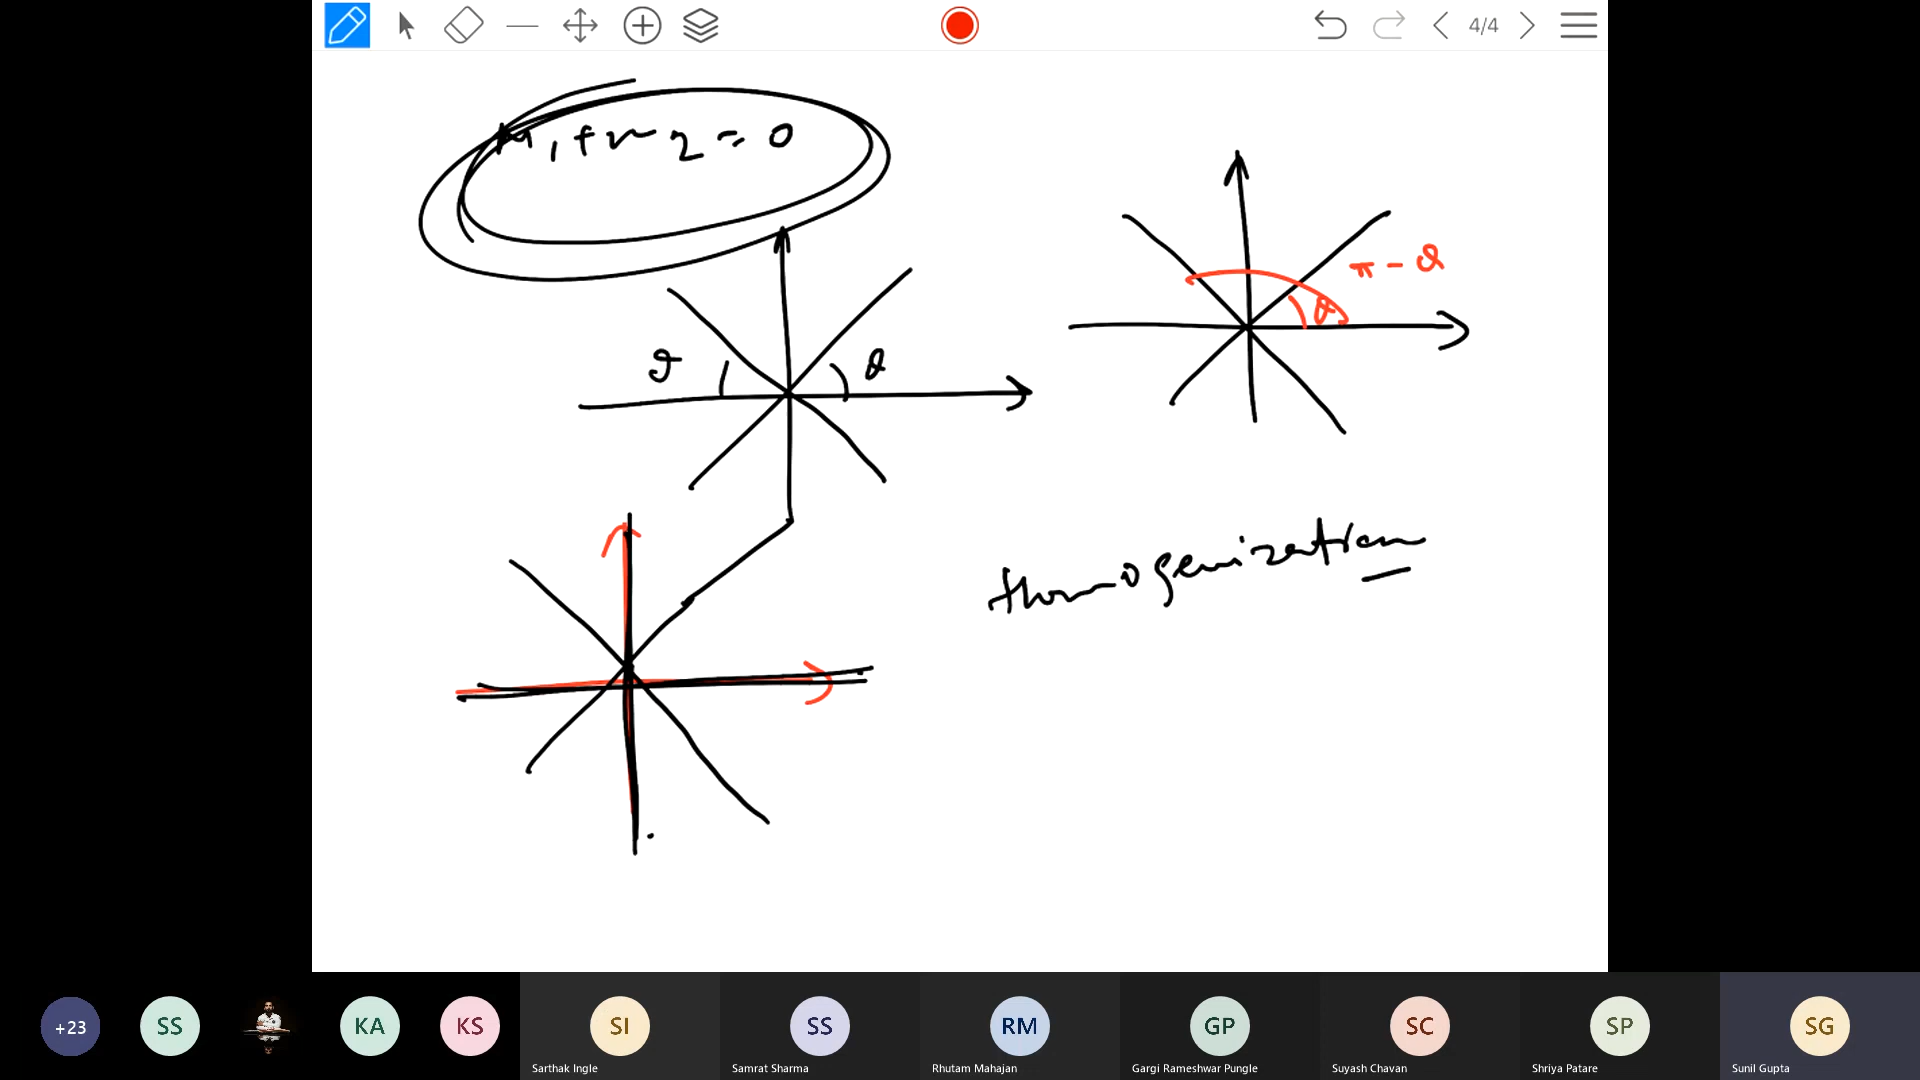 4/4
m1+m2=0
π - θ
θ
θ
θ
Homogenization
+23
SS
KA
KS
SI
SS
RM
GP
SC
SP
SG
Sarthak Ingle
Samrat Sharma
Rhutam Mahajan
Gargi Rameshwar Pungle
Suyash Chavan
Shriya Patare
Sunil Gupta